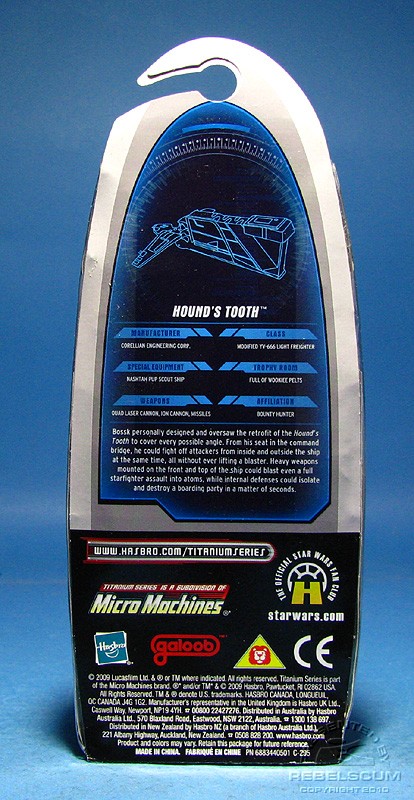 HOUND'S TOOTH™
MANUFACTURER
CORELLIAN ENGINEERING CORP.
CLASS
MODIFIED YV-666 LIGHT FREIGHTER
SPECIAL EQUIPMENT
NASHTAH PUP SCOUT SHIP
TROPHY ROOM
FULL OF WOOKIEE PELTS
WEAPONS
QUAD LASER CANNON, ION CANNON, MISSILES
AFFILIATION
BOUNTY HUNTER
Bossk personally designed and oversaw the retrofit of the Hound's
Tooth to cover every possible angle. From his seat in the command
bridge, he could fight off attackers from inside and outside the ship
at the same time, all without ever lifting a blaster. Heavy weapons
mounted on the front and top of the ship could blast even a full
starfighter assault into atoms, while internal defenses could isolate
and destroy a boarding party in a matter of seconds.
WWW.HASBRO.COM/TITANIUMSERIES
TITANIUM SERIES IS A SUBDIVISION OF
Micro Machines®.
THE OFFICIAL STAR WARS FAN CLUB
H
starwars.com
Hasbro
galoob™
CE
© 2009 Lucasfilm Ltd. & ® or TM where indicated. All rights reserved. Titanium Series is part
of the Micro Machines brand. ® and/or TM* & © 2009 Hasbro, Pawtucket, RI 02862 USA.
All Rights Reserved. TM & ® denote U.S. trademarks. HASBRO CANADA, LONGUEUIL,
QC CANADA J4G 1G2. Manufacturer's representative in the United Kingdom is Hasbro UK Ltd.,
Caswell Way, Newport, NP19 4YH. ☎ 00800 22427276. Distributed in Australia by Hasbro
Australia Ltd., 570 Blaxland Road, Eastwood, NSW 2122, Australia. ☎ 1300 138 697.
Distributed in New Zealand by Hasbro NZ (a branch of Hasbro Australia Ltd.),
221 Albany Highway, Auckland, New Zealand. ☎ 0508 828 200. www.hasbro.com
Product and colors may vary. Retain this package for future reference.
MADE IN CHINA. FABRIQUÉ EN CHINE PN 6883440501 C-295
REBELSCUM
COPYRIGHT 2010